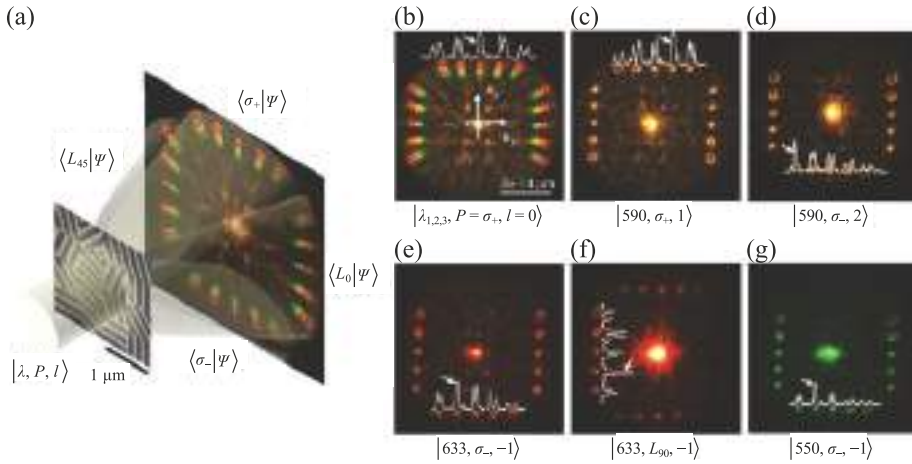 (a)
⟨σ₊|Ψ⟩
⟨L₄₅|Ψ⟩
⟨L₀|Ψ⟩
⟨σ₋|Ψ⟩
|λ, P, l⟩
1 μm
(b)
|λ₁,₂,₃, P = σ₊, l = 0⟩
(c)
|590, σ₊, 1⟩
(d)
|590, σ₋, 2⟩
(e)
|633, σ₋, −1⟩
(f)
|633, L₉₀, −1⟩
(g)
|550, σ₋, −1⟩